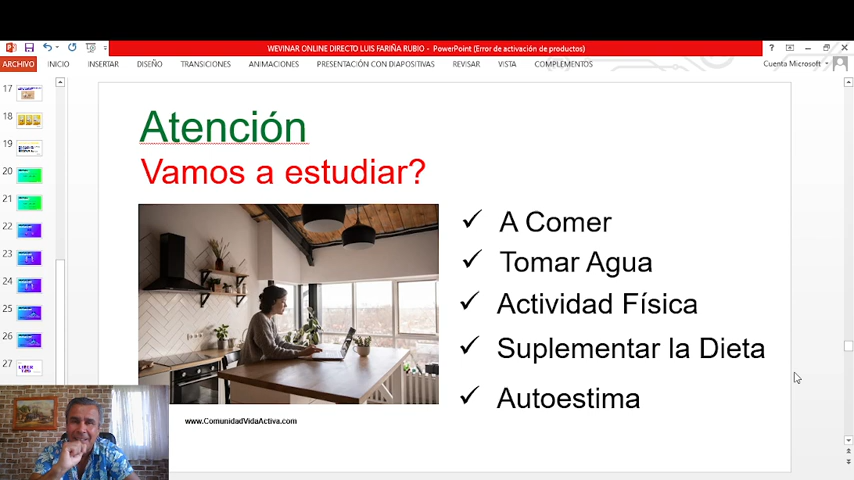 WEVINAR ONLINE DIRECTO LUIS FARIÑA RUBIO - PowerPoint (Error de activación de productos)
ARCHIVO INICIO INSERTAR DISEÑO TRANSICIONES ANIMACIONES PRESENTACIÓN CON DIAPOSITIVAS REVISAR VISTA COMPLEMENTOS Cuenta Microsoft
17
18
19
20
21
22
23
24
25
26
27
Atención
Vamos a estudiar?
A Comer
Tomar Agua
Actividad Física
Suplementar la Dieta
Autoestima
www.ComunidadVidaActiva.com